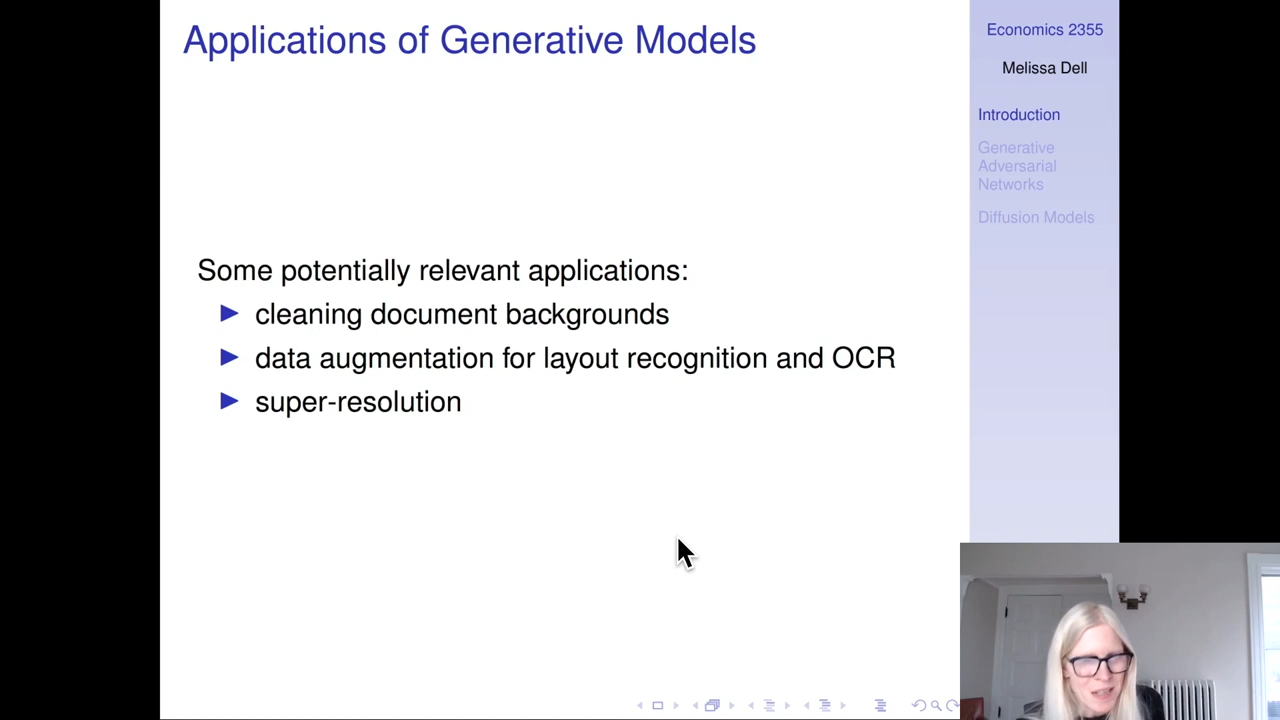 Applications of Generative Models
Some potentially relevant applications:
cleaning document backgrounds
data augmentation for layout recognition and OCR
super-resolution
Economics 2355
Melissa Dell
Introduction
Generative
Adversarial
Networks
Diffusion Models